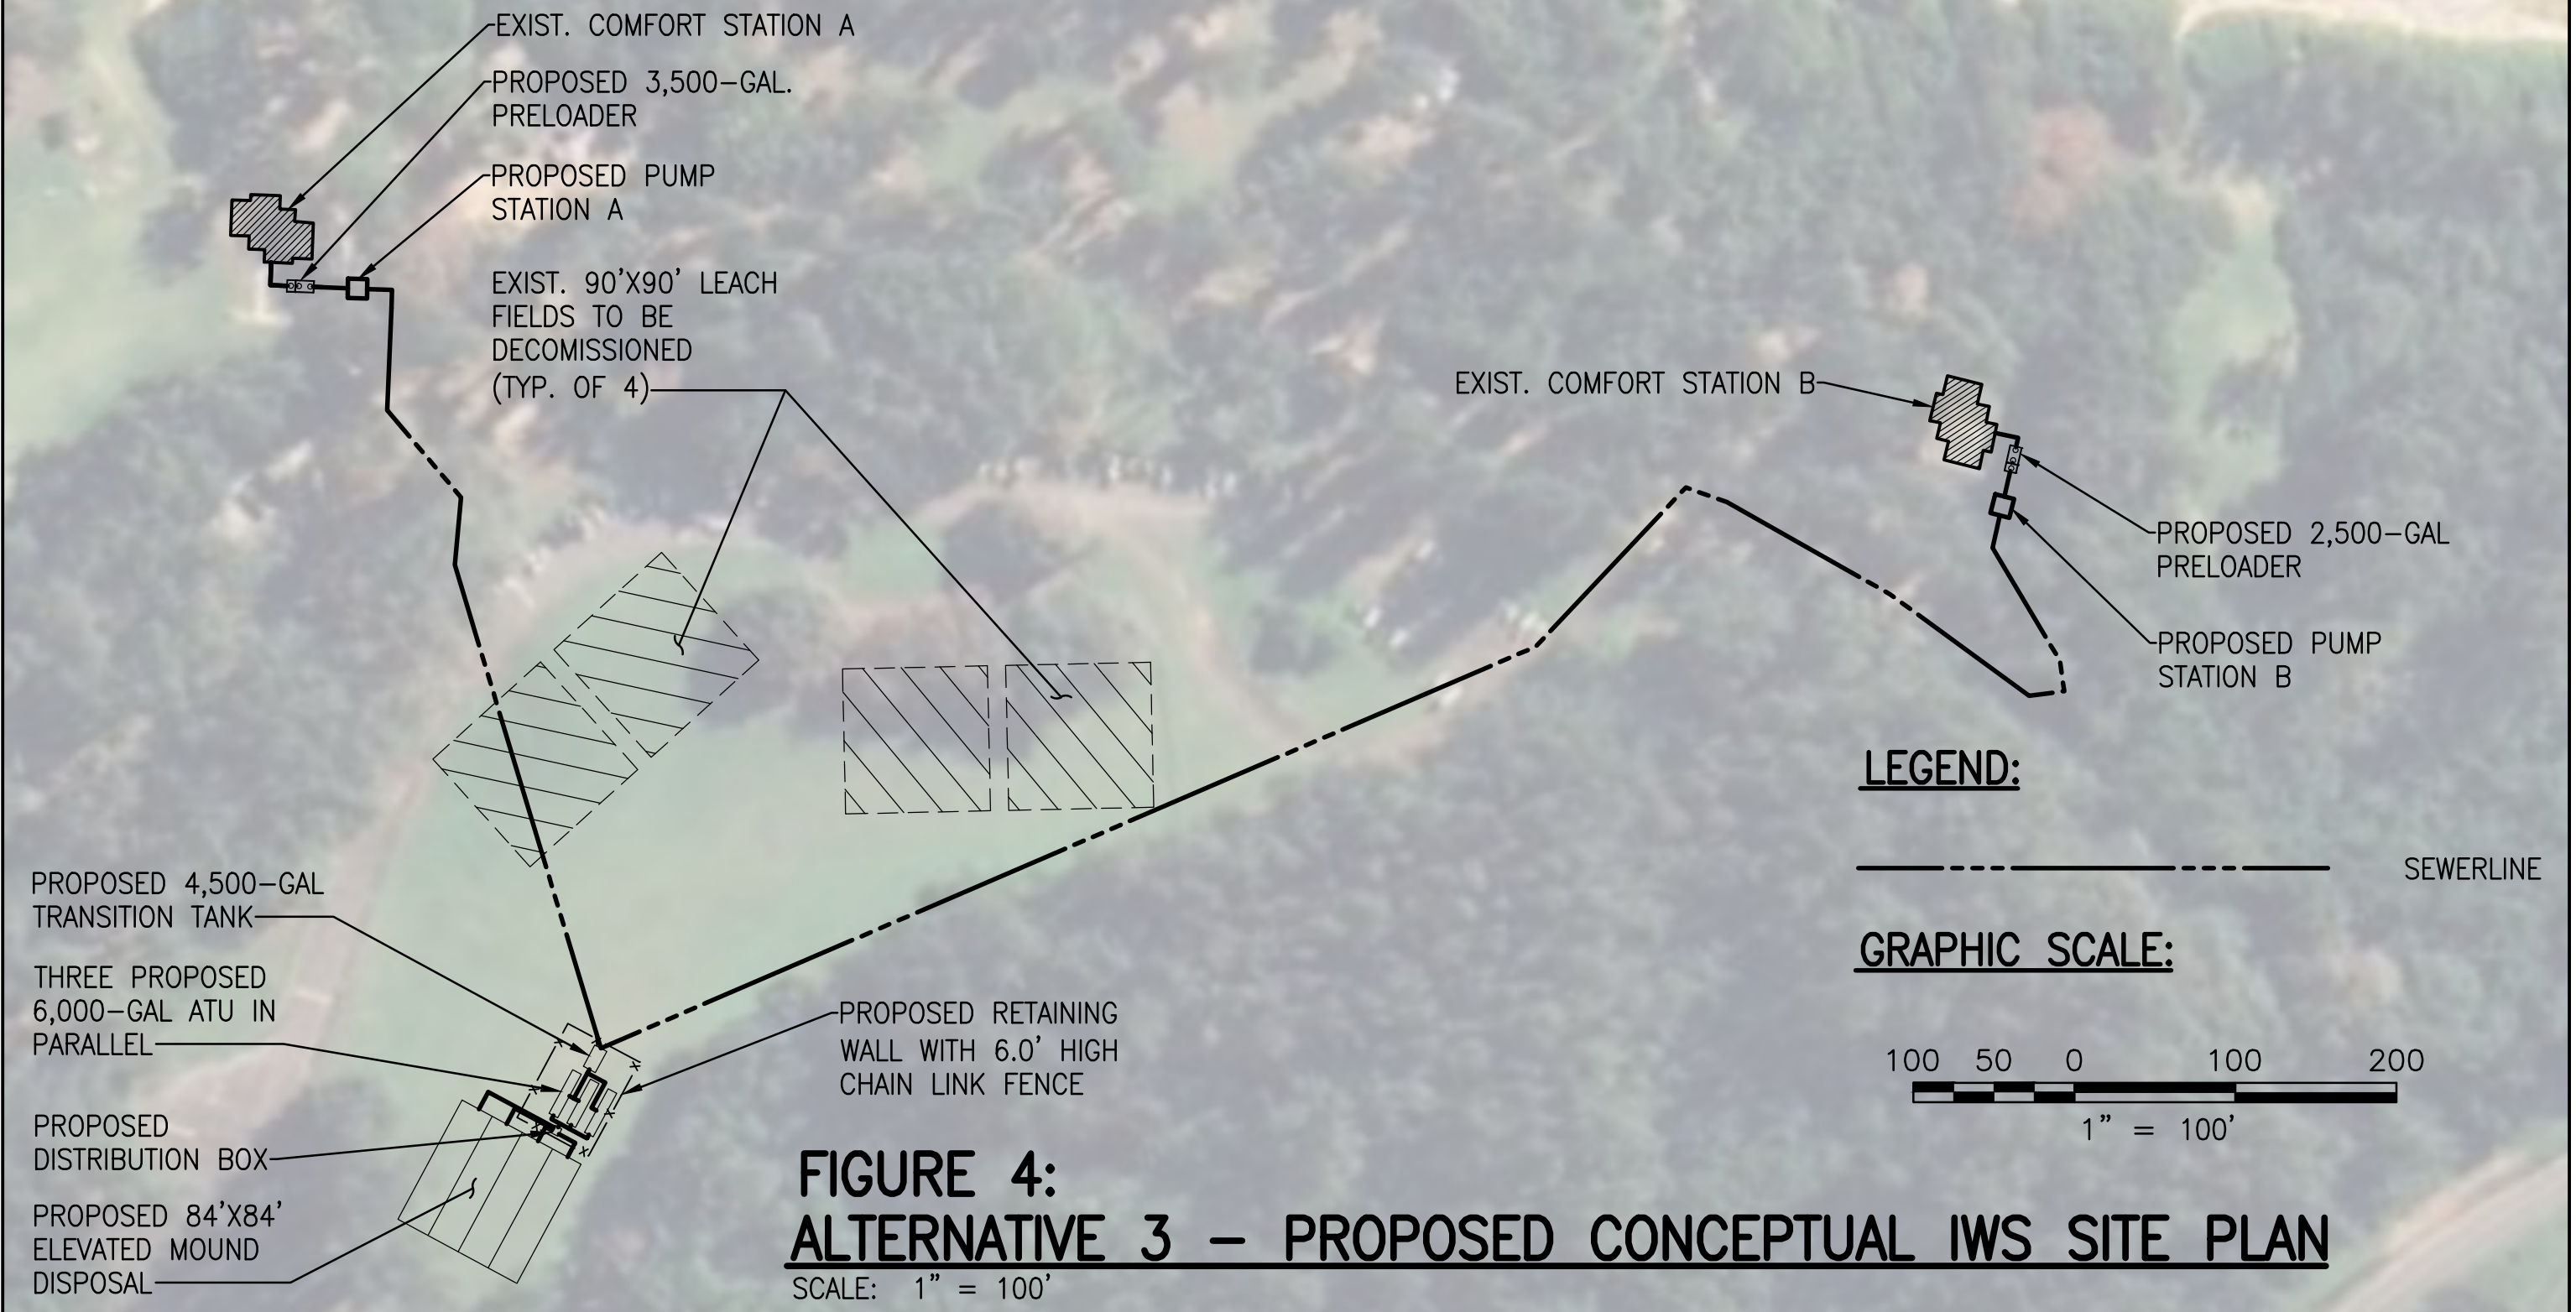 EXIST. COMFORT STATION A
PROPOSED 3,500-GAL.
PRELOADER
PROPOSED PUMP
STATION A
EXIST. 90'X90' LEACH
FIELDS TO BE
DECOMISSIONED
(TYP. OF 4)
EXIST. COMFORT STATION B
PROPOSED 2,500-GAL
PRELOADER
PROPOSED PUMP
STATION B
LEGEND:
SEWERLINE
GRAPHIC SCALE:
100 50 0 100 200
1" = 100'
PROPOSED 4,500-GAL
TRANSITION TANK
THREE PROPOSED
6,000-GAL ATU IN
PARALLEL
PROPOSED
DISTRIBUTION BOX
PROPOSED 84'X84'
ELEVATED MOUND
DISPOSAL
PROPOSED RETAINING
WALL WITH 6.0' HIGH
CHAIN LINK FENCE
FIGURE 4:
ALTERNATIVE 3 - PROPOSED CONCEPTUAL IWS SITE PLAN
SCALE: 1" = 100'